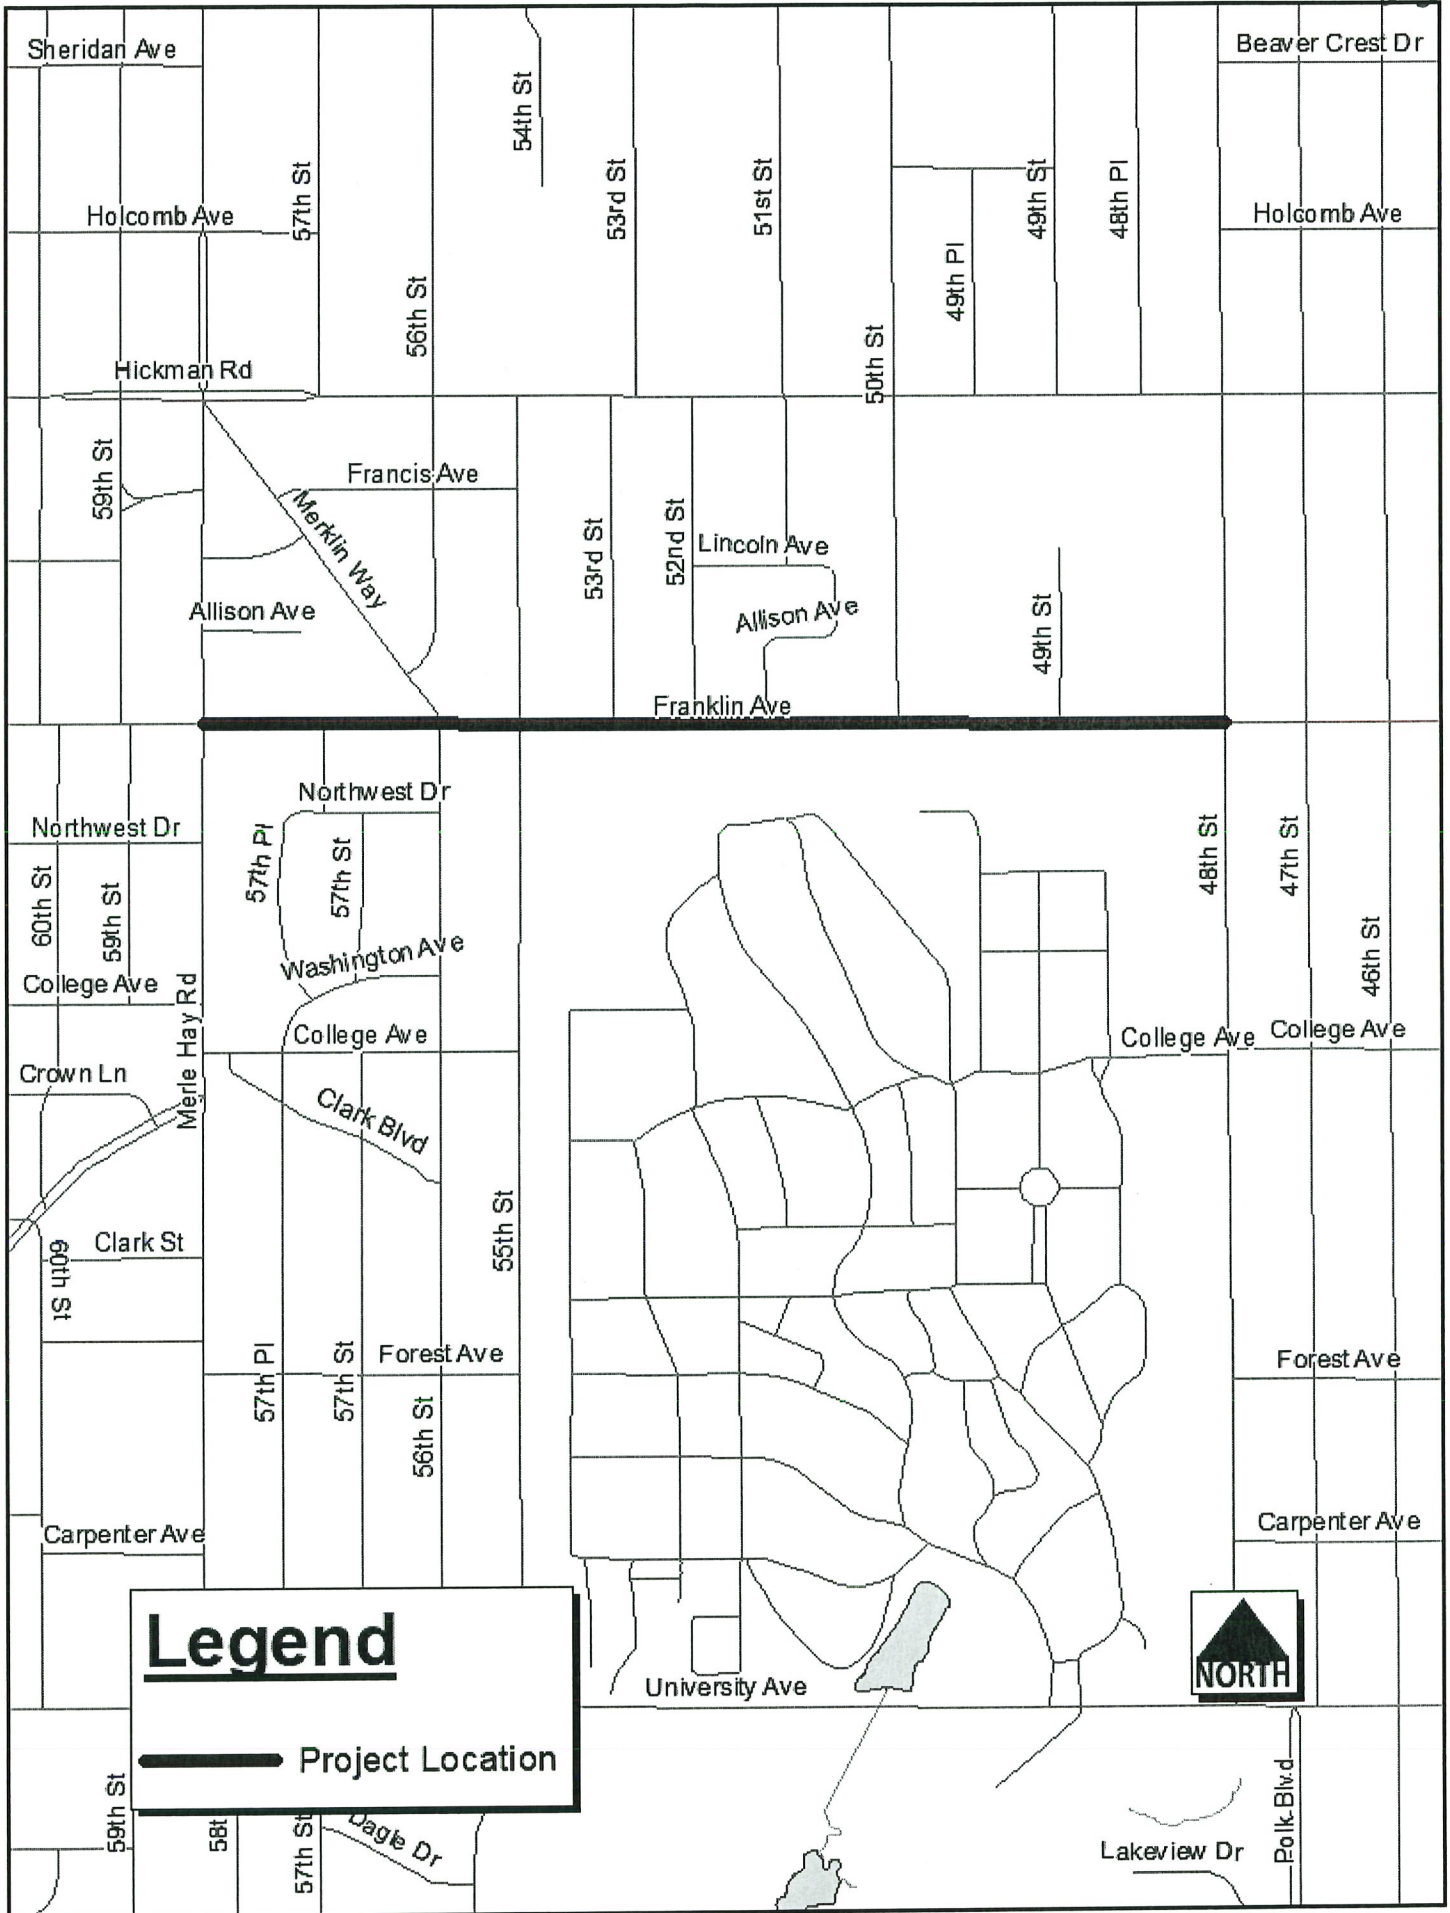 Sheridan Ave
Beaver Crest Dr
54th St
57th St
53rd St
51st St
49th St
48th Pl
Holcomb Ave
Holcomb Ave
49th Pl
56th St
50th St
Hickman Rd
59th St
Francis Ave
Merklin Way
53rd St
52nd St
Lincoln Ave
Allison Ave
Allison Ave
49th St
Franklin Ave
Northwest Dr
Northwest Dr
57th Pl
57th St
48th St
47th St
60th St
59th St
46th St
Washington Ave
College Ave
Merle Hay Rd
College Ave
College Ave
College Ave
Crown Ln
Clark Blvd
55th St
Clark St
60th St
57th Pl
57th St
Forest Ave
Forest Ave
56th St
Carpenter Ave
Carpenter Ave
Legend
NORTH
University Ave
Project Location
59th St
58t
57th St
Dagle Dr
Polk Blvd
Lakeview Dr